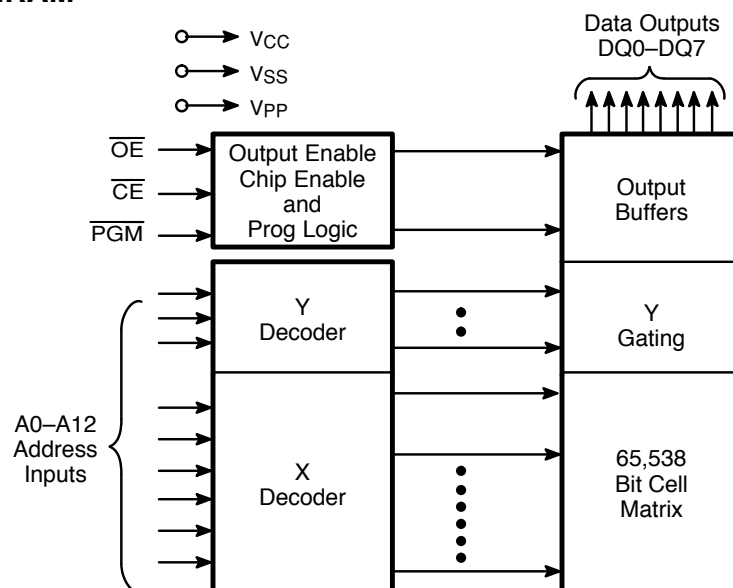 Data Outputs
DQ0–DQ7
VCC
VSS
VPP
OE
CE
PGM
Output Enable
Chip Enable
and
Prog Logic
Output
Buffers
Y
Decoder
Y
Gating
A0–A12
Address
Inputs
X
Decoder
65,538
Bit Cell
Matrix